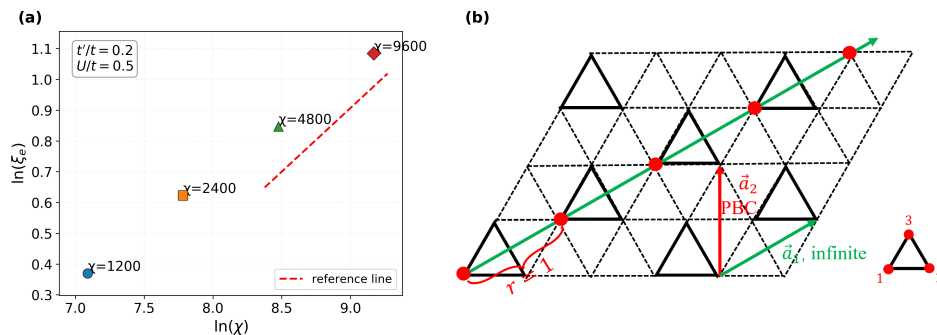 (a)
t′/t = 0.2
U/t = 0.5
χ=9600
χ=4800
χ=2400
χ=1200
reference line
1.1
1.0
0.9
0.8
0.7
0.6
0.5
0.4
0.3
ln(ξₑ)
7.0
7.5
8.0
8.5
9.0
ln(χ)
(b)
a⃗₂
PBC
a⃗₁, infinite
r = 1
3
1